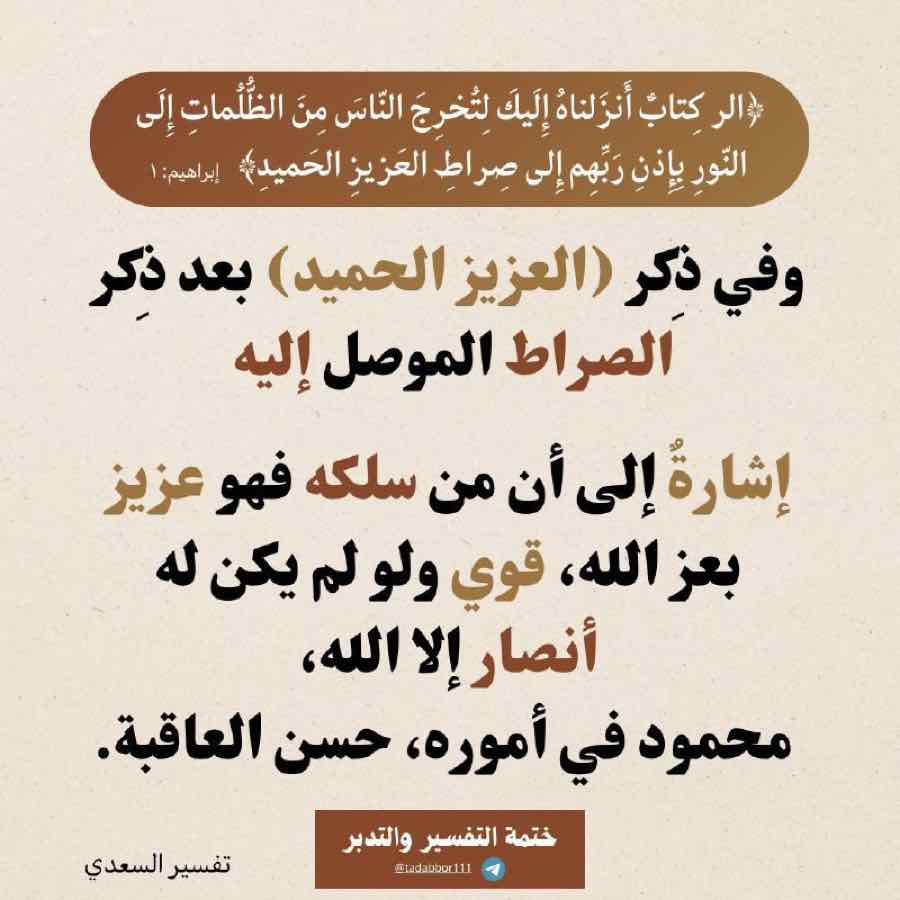 ﴿الر كِتابٌ أَنزَلناهُ إِلَيكَ لِتُخرِجَ النّاسَ مِنَ الظُّلُماتِ إِلَى
النّورِ بِإِذنِ رَبِّهِم إِلى صِراطِ العَزيزِ الحَميدِ﴾ إبراهيم: ١
وفي ذِكر (العزيز الحميد) بعد ذِكر
الصراط الموصل إليه
إشارةٌ إلى أن من سلكه فهو عزيز
بعز الله، قوي ولو لم يكن له
أنصار إلا الله،
محمود في أموره، حسن العاقبة.
ختمة التفسير والتدبر
@tadabbor111
تفسير السعدي